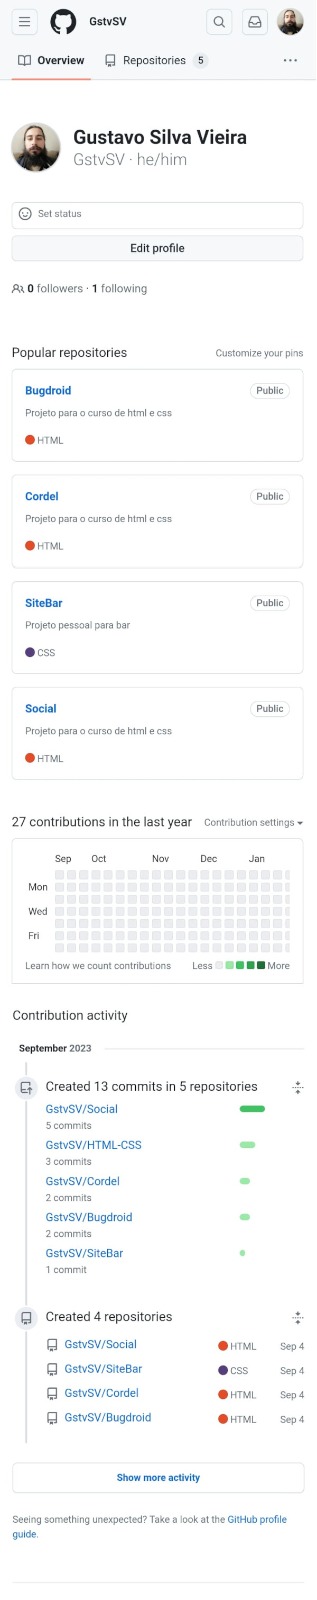 GstvSV
Overview
Repositories 5
Gustavo Silva Vieira
GstvSV · he/him
Set status
Edit profile
0 followers · 1 following
Popular repositories
Customize your pins
Bugdroid
Public
Projeto para o curso de html e css
HTML
Cordel
Public
Projeto para o curso de html e css
HTML
SiteBar
Public
Projeto pessoal para bar
CSS
Social
Public
Projeto para o curso de html e css
HTML
27 contributions in the last year
Contribution settings
Sep Oct Nov Dec Jan
Mon
Wed
Fri
Learn how we count contributions
Less More
Contribution activity
September 2023
Created 13 commits in 5 repositories
GstvSV/Social
5 commits
GstvSV/HTML-CSS
3 commits
GstvSV/Cordel
2 commits
GstvSV/Bugdroid
2 commits
GstvSV/SiteBar
1 commit
Created 4 repositories
GstvSV/Social HTML Sep 4
GstvSV/SiteBar CSS Sep 4
GstvSV/Cordel HTML Sep 4
GstvSV/Bugdroid HTML Sep 4
Show more activity
Seeing something unexpected? Take a look at the GitHub profile
guide.